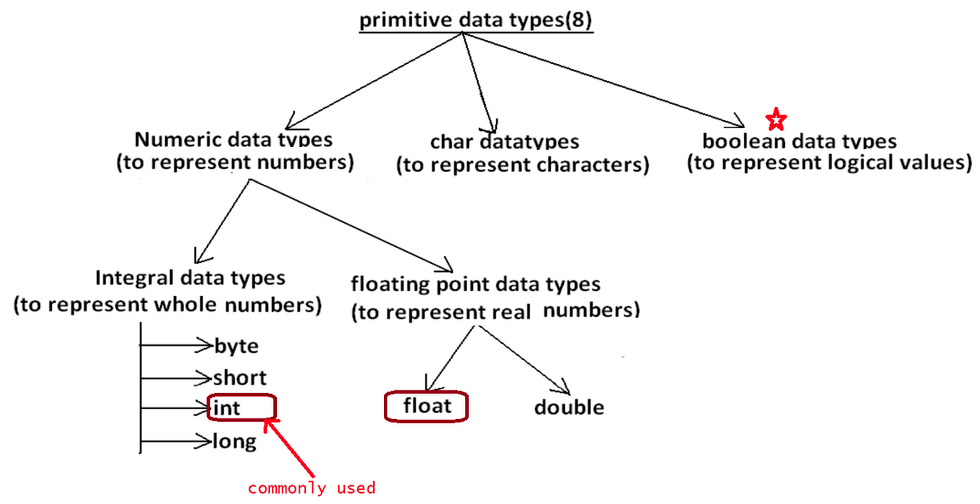 primitive data types(8)
Numeric data types
(to represent numbers)
char datatypes
(to represent characters)
boolean data types
(to represent logical values)
Integral data types
(to represent whole numbers)
floating point data types
(to represent real numbers)
byte
short
int
long
float
double
commonly used